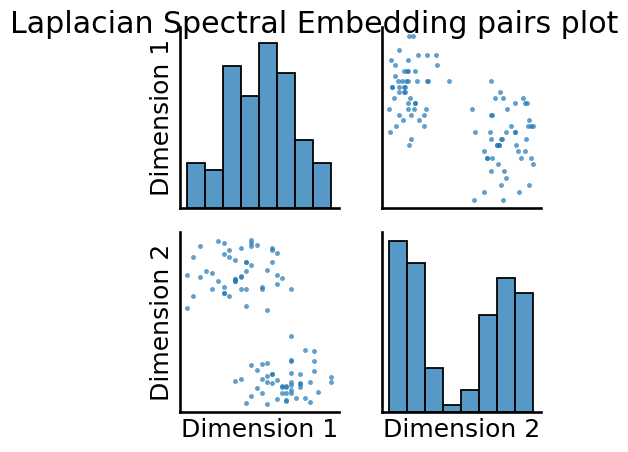 Laplacian Spectral Embedding pairs plot
Dimension 1
Dimension 2
Dimension 1
Dimension 2